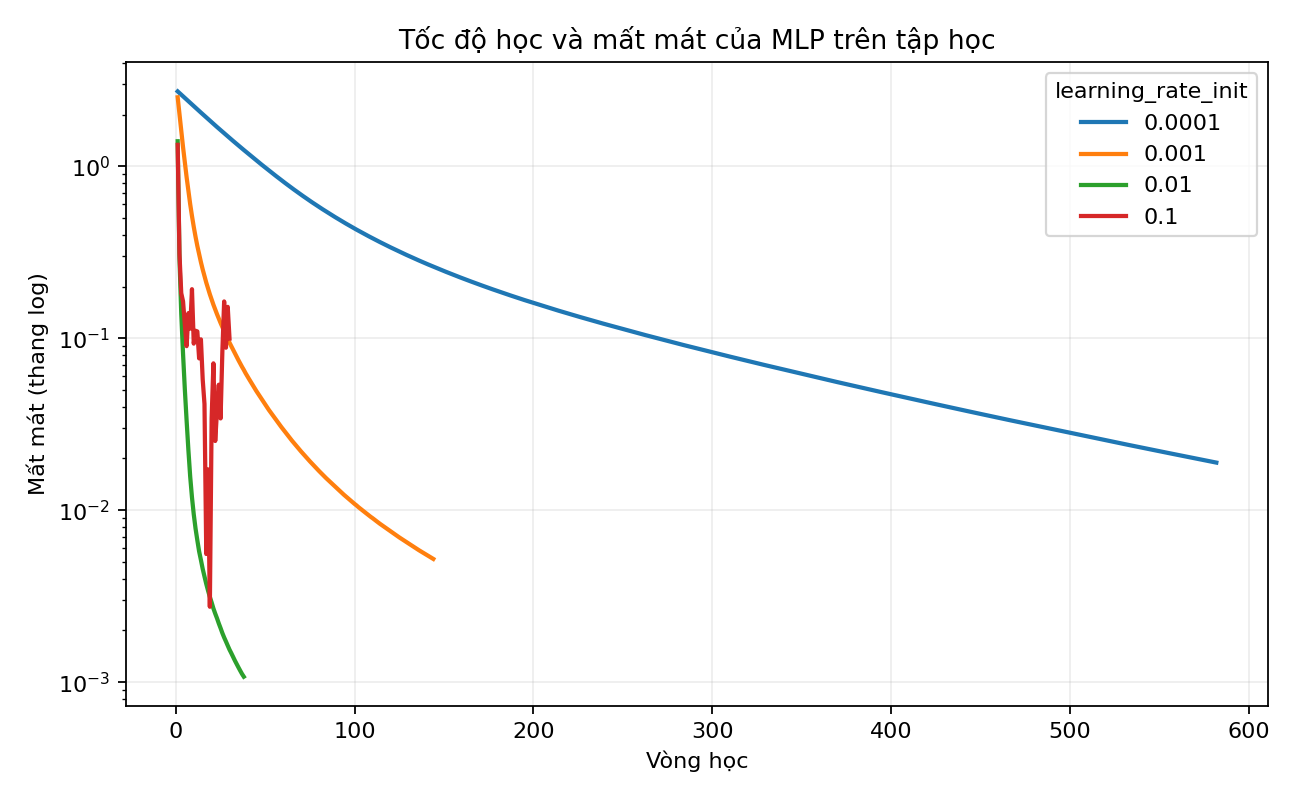 Tốc độ học và mất mát của MLP trên tập học
learning_rate_init
0.0001
0.001
0.01
0.1
Mất mát (thang log)
10⁰
10⁻¹
10⁻²
10⁻³
0 100 200 300 400 500 600
Vòng học